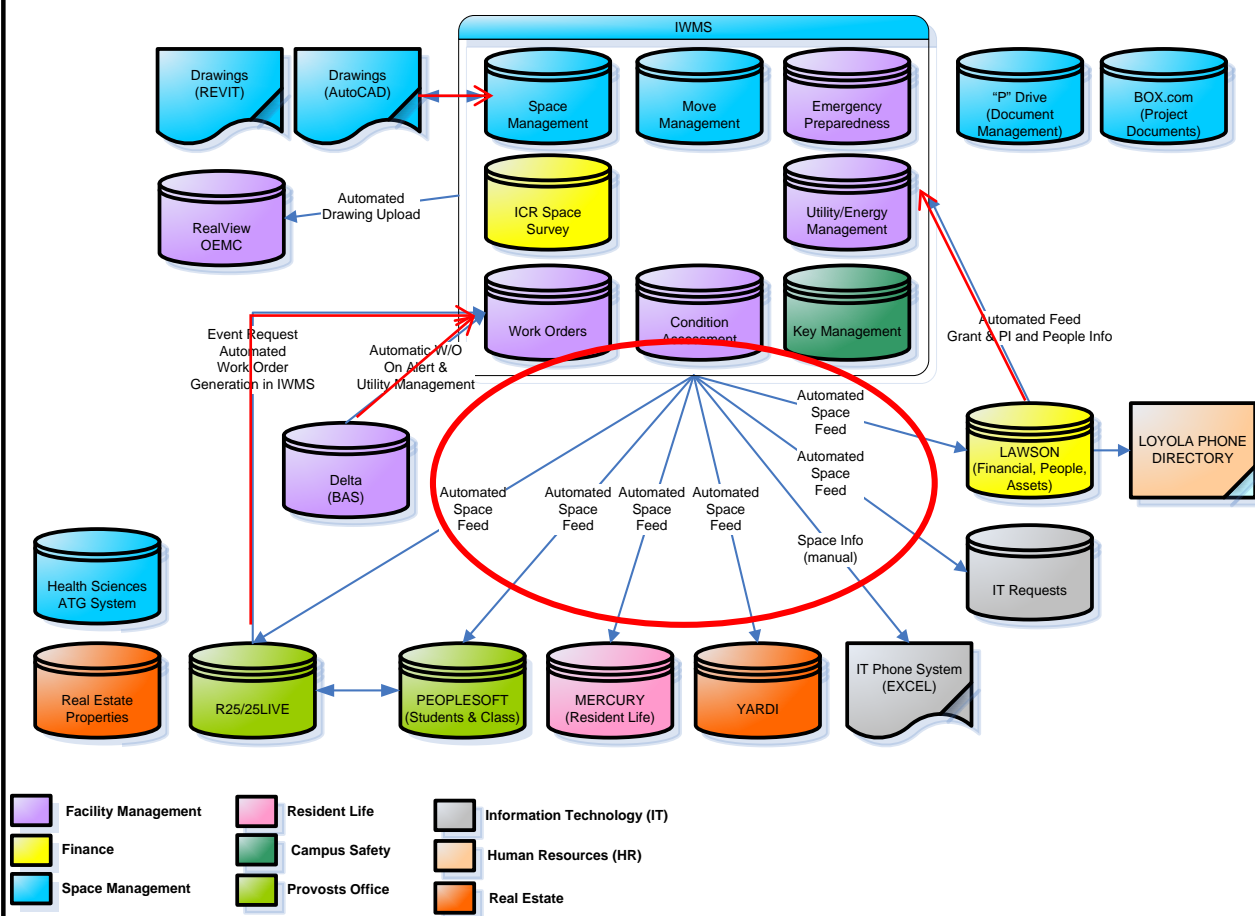 IWMS
Drawings
(REVIT)
Drawings
(AutoCAD)
Space
Management
Move
Management
Emergency
Preparedness
“P” Drive
(Document
Management)
BOX.com
(Project
Documents)
RealView
OEMC
Automated
Drawing Upload
ICR Space
Survey
Utility/Energy
Management
Work Orders
Condition
Assessment
Key Management
Event Request
Automated
Work Order
Generation in IWMS
Automatic W/O
On Alert &
Utility Management
Automated Feed
Grant & PI and People Info
Delta
(BAS)
Automated
Space
Feed
Automated
Space
Feed
Automated
Space
Feed
Automated
Space
Feed
Automated
Space
Feed
Automated
Space
Feed
Space Info
(manual)
LAWSON
(Financial, People,
Assets)
LOYOLA PHONE
DIRECTORY
IT Requests
Health Sciences
ATG System
Real Estate
Properties
R25/25LIVE
PEOPLESOFT
(Students & Class)
MERCURY
(Resident Life)
YARDI
IT Phone System
(EXCEL)
Facility Management
Resident Life
Information Technology (IT)
Finance
Campus Safety
Human Resources (HR)
Space Management
Provosts Office
Real Estate